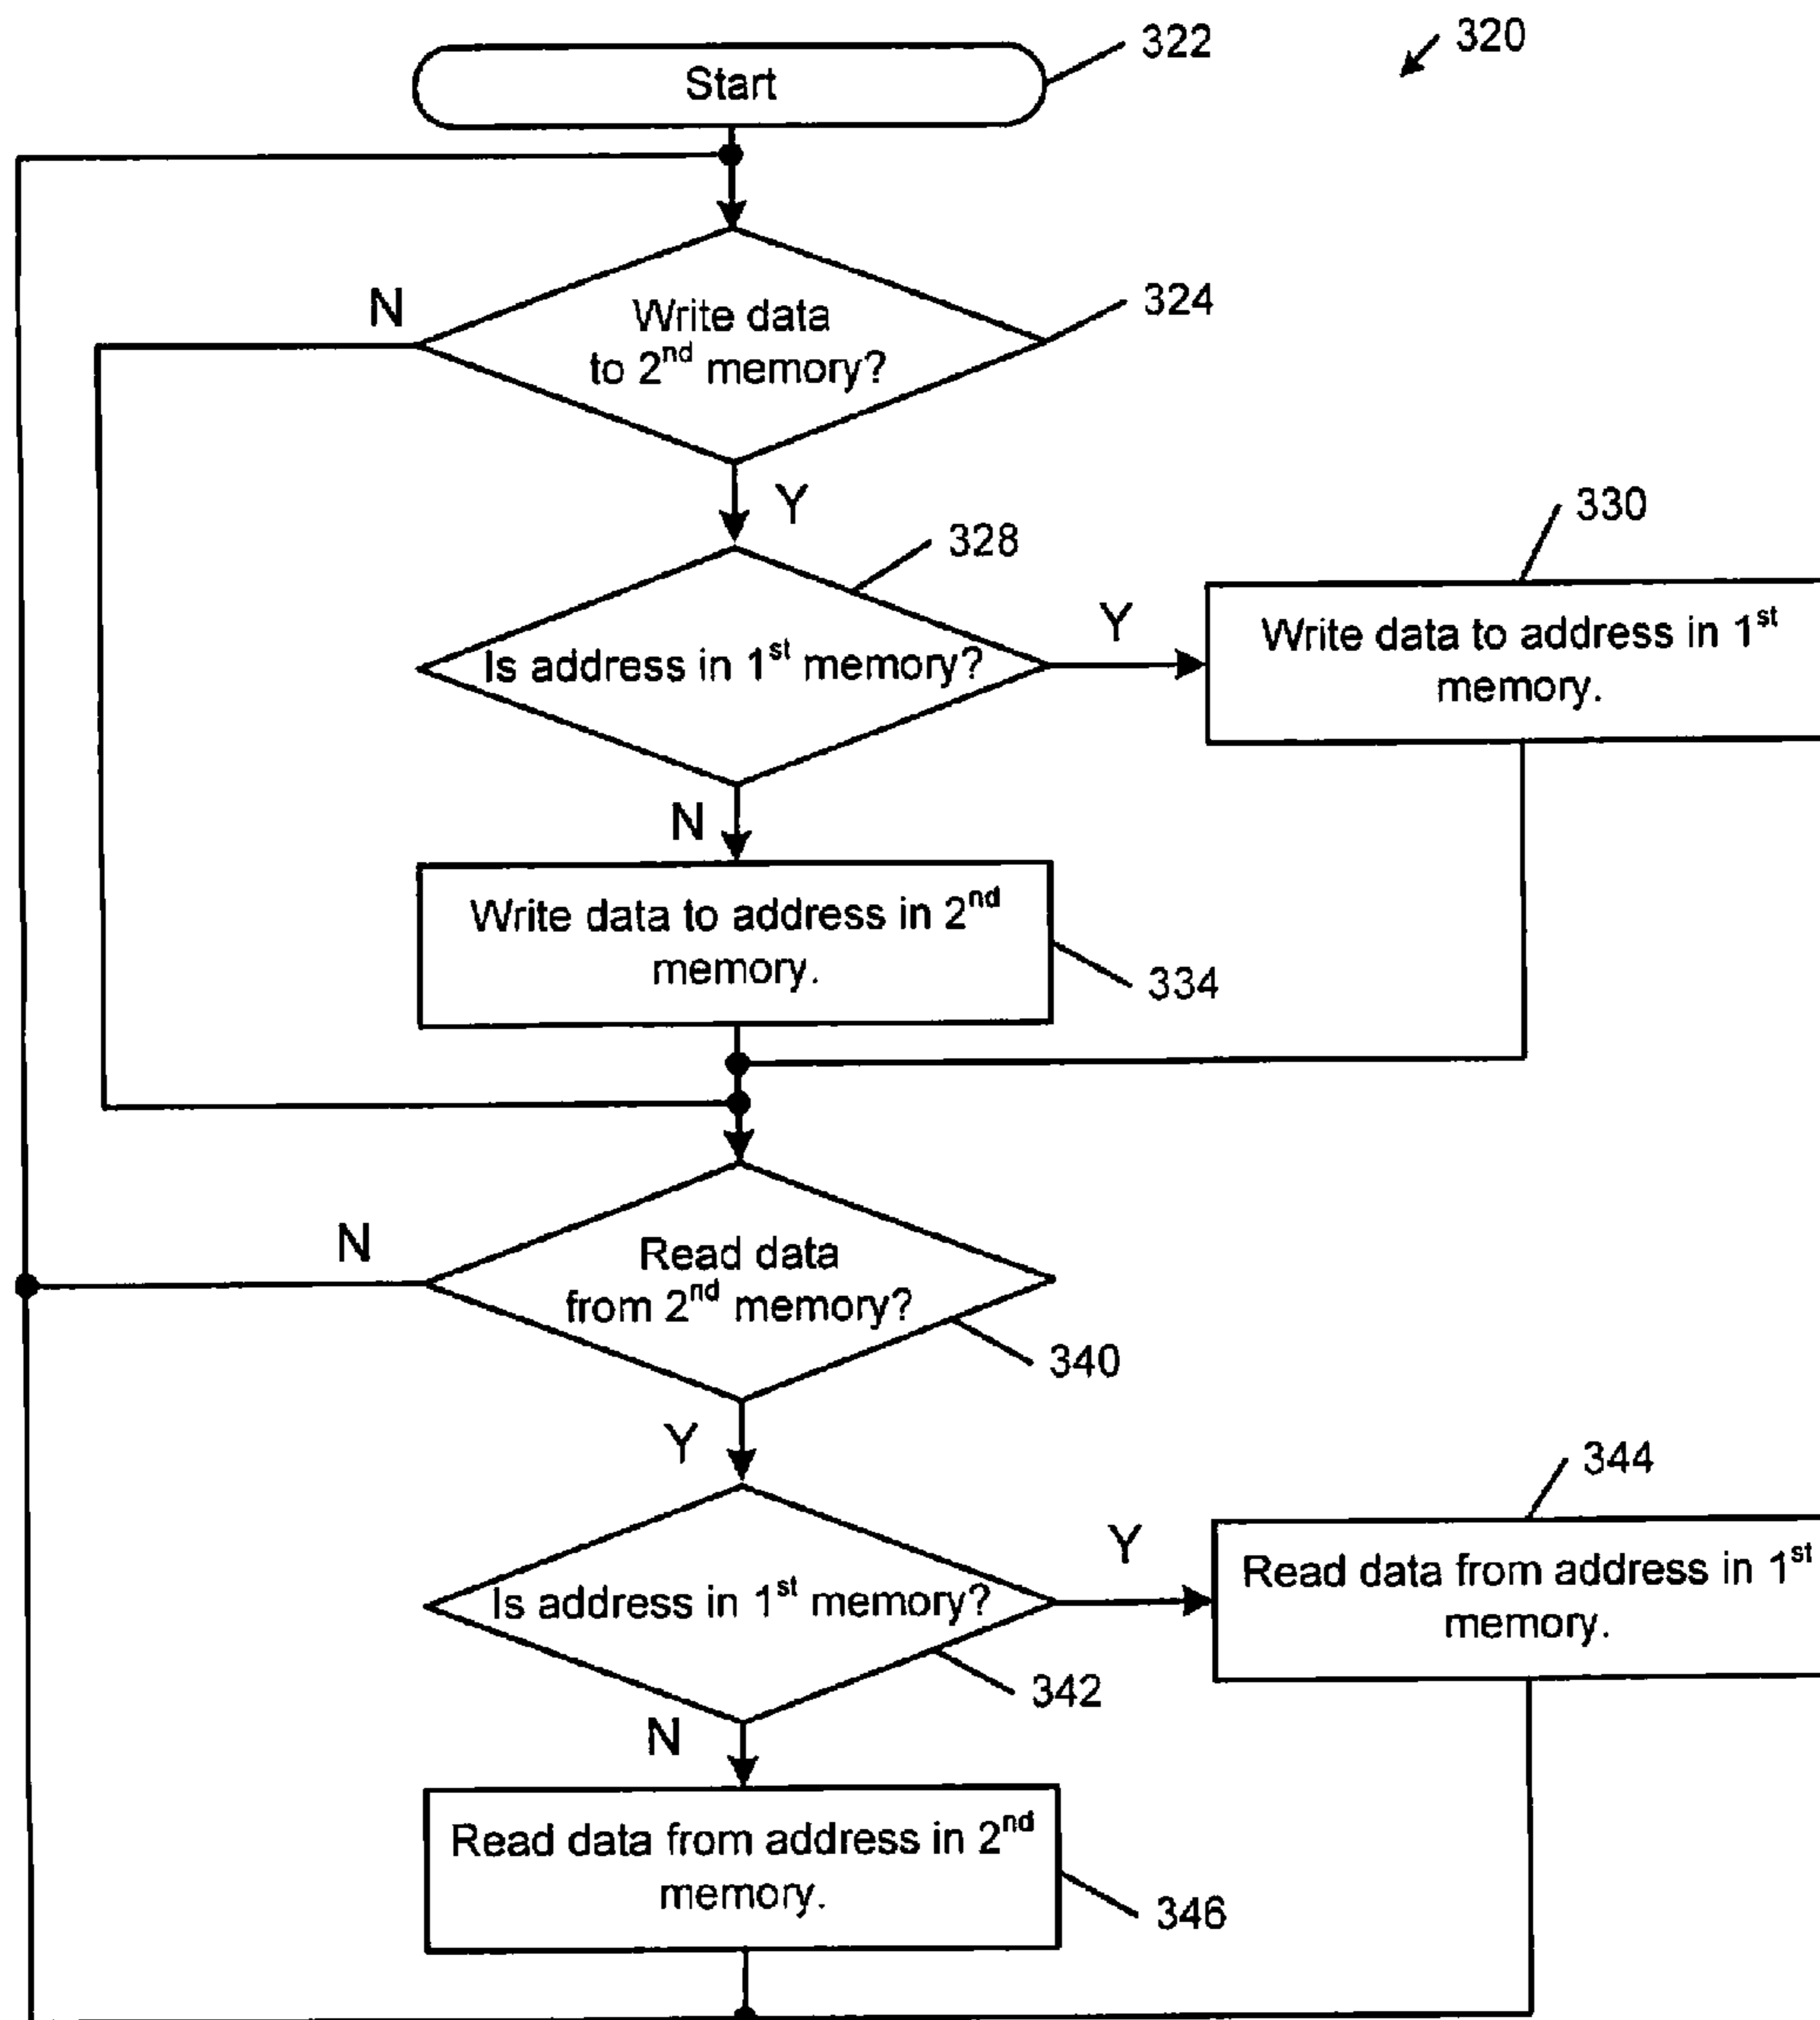 320
322
Start
N
324
Write data
to 2nd memory?
Y
328
330
Is address in 1st memory?
Y
Write data to address in 1st
memory.
N
Write data to address in 2nd
memory.
334
N
Read data
from 2nd memory?
340
Y
344
Is address in 1st memory?
Y
Read data from address in 1st
memory.
342
N
Read data from address in 2nd
memory.
346